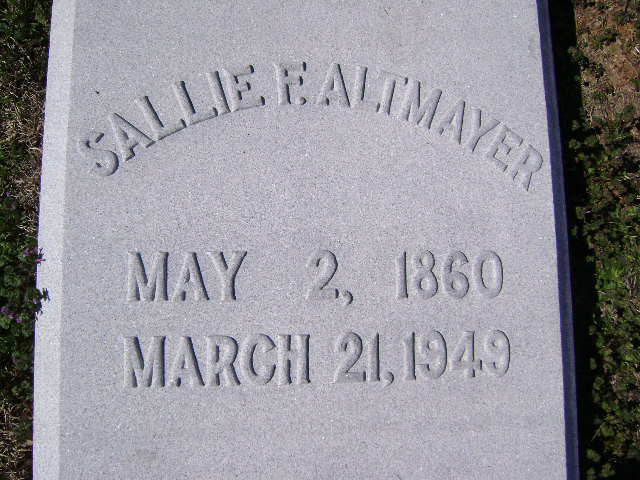 SALLIE F. ALTMAYER
MAY 2, 1860
MARCH 21, 1949